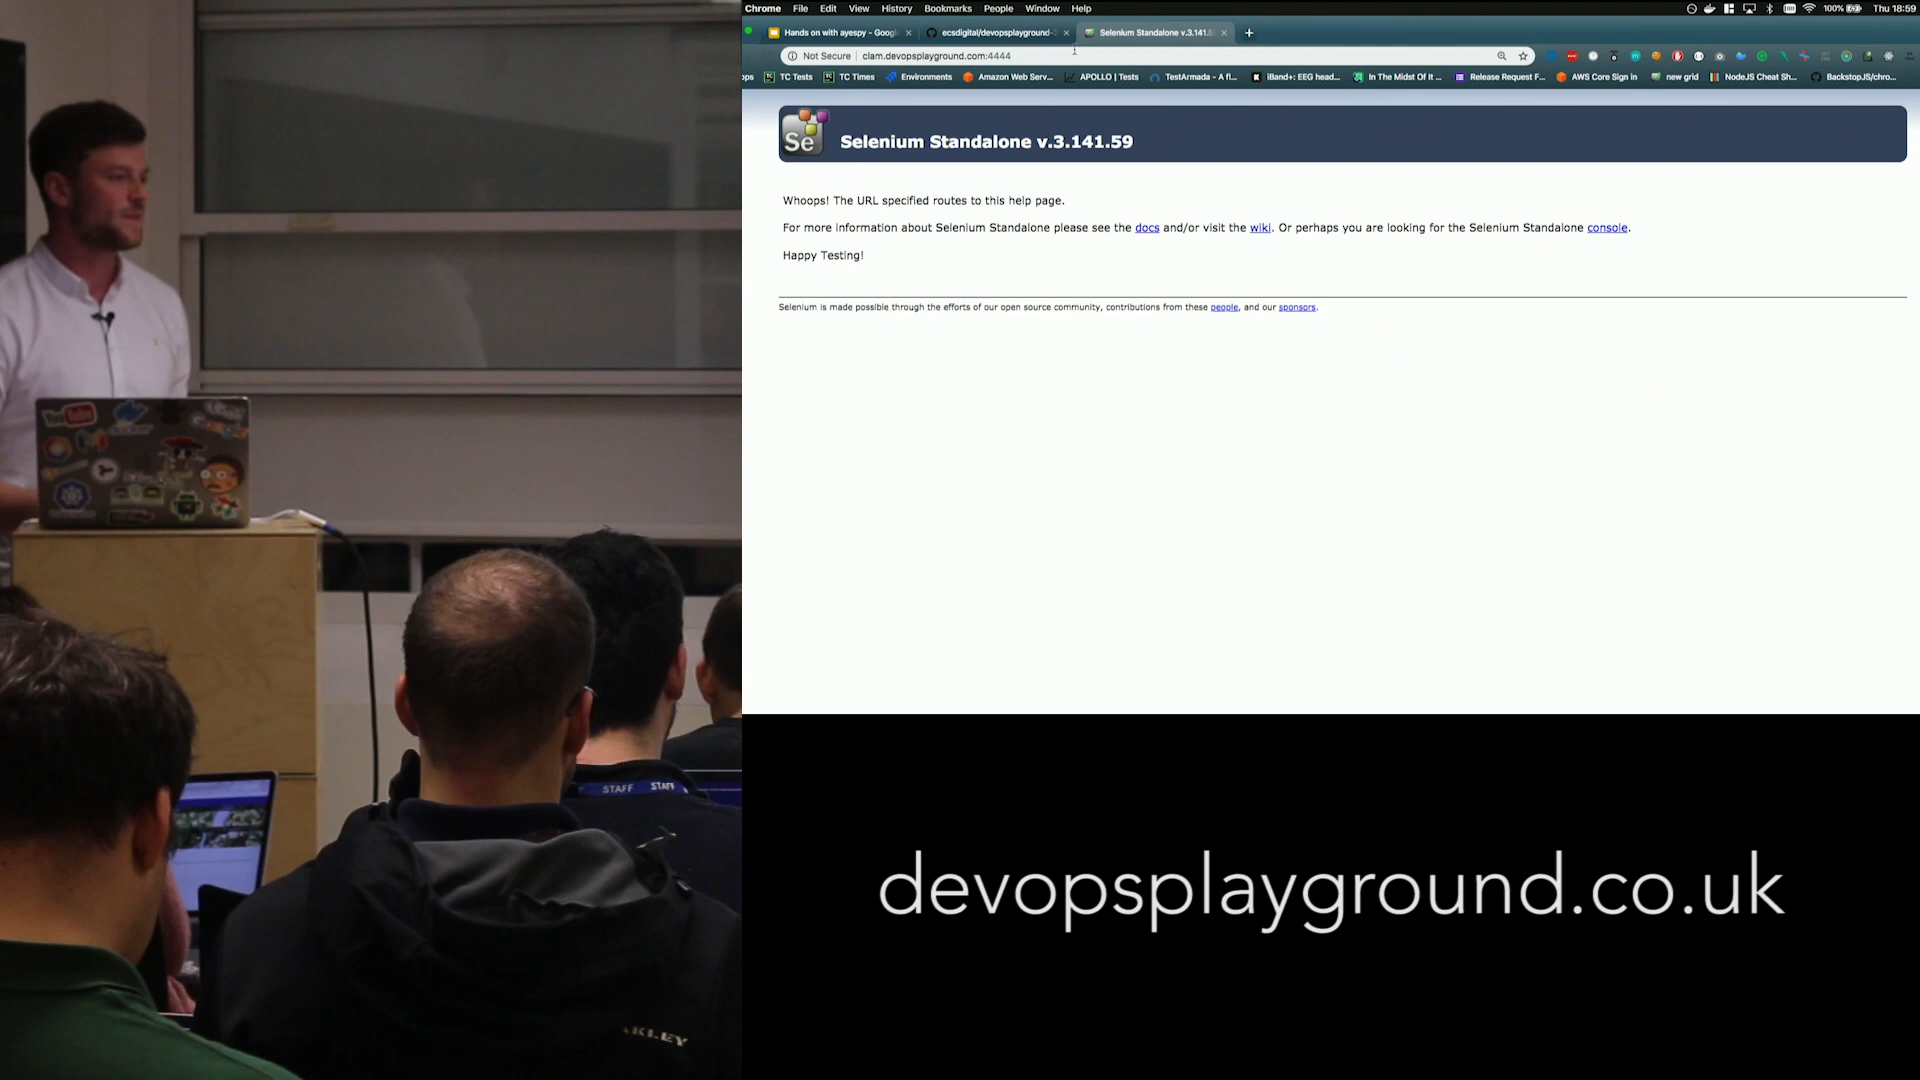 Chrome File Edit View History Bookmarks People Window Help
100% Thu 18:59
Hands on with ayespy - Google
ecsdigital/devopsplayground-
Selenium Standalone v.3.141.5
Not Secure clam.devopsplayground.com:4444
ops TC Tests TC Times Environments Amazon Web Serv... APOLLO | Tests TestArmada - A fl... iBand+: EEG head... In The Midst Of It ... Release Request F... AWS Core Sign in new grid NodeJS Cheat Sh... BackstopJS/chro...
Se
Selenium Standalone v.3.141.59
Whoops! The URL specified routes to this help page.
For more information about Selenium Standalone please see the docs and/or visit the wiki. Or perhaps you are looking for the Selenium Standalone console.
Happy Testing!
Selenium is made possible through the efforts of our open source community, contributions from these people, and our sponsors.
YouTube
STAFF STAFF
KLEY
devopsplayground.co.uk